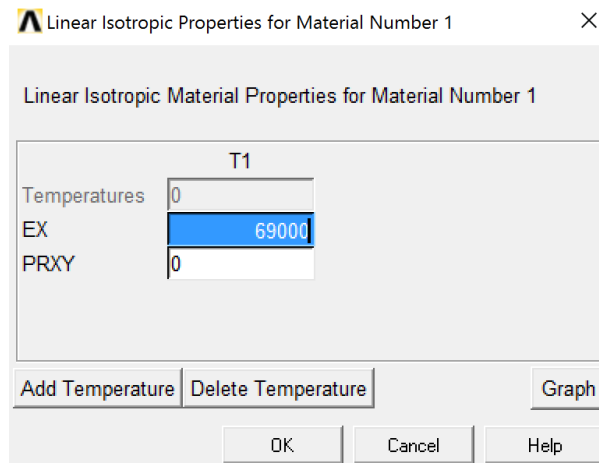 Linear Isotropic Properties for Material Number 1
Linear Isotropic Material Properties for Material Number 1
T1
Temperatures 0
EX 69000
PRXY 0
Add Temperature Delete Temperature Graph
OK Cancel Help